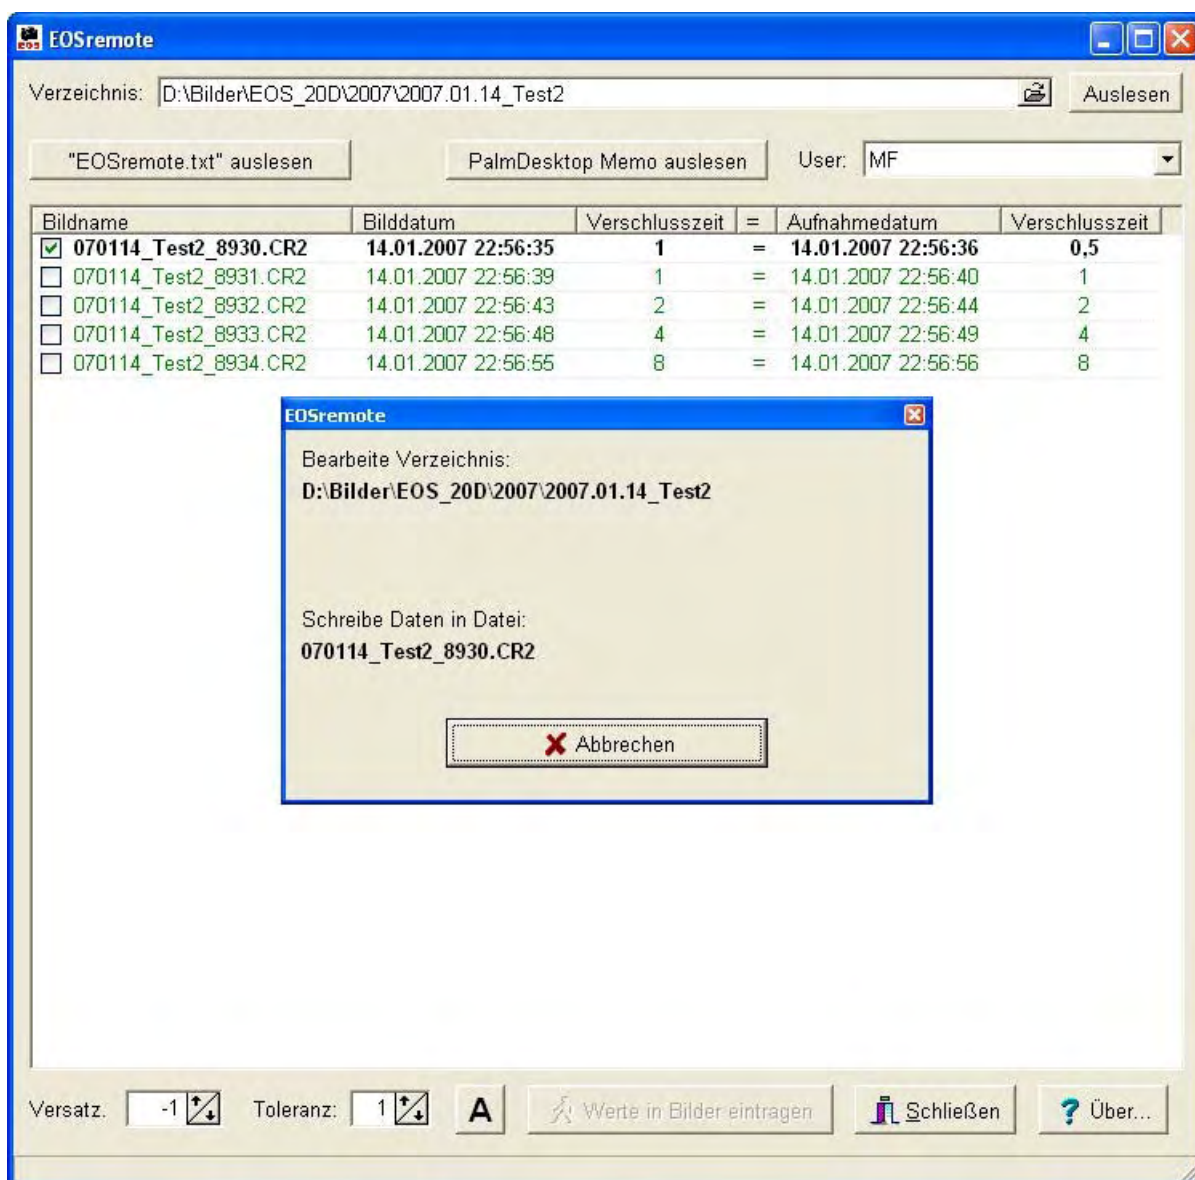 EOSremote
Verzeichnis: D:\Bilder\EOS_20D\2007\2007.01.14_Test2 Auslesen
"EOSremote.txt" auslesen PalmDesktop Memo auslesen User: MF
Bildname Bilddatum Verschlusszeit = Aufnahmedatum Verschlusszeit
070114_Test2_8930.CR2 14.01.2007 22:56:35 1 = 14.01.2007 22:56:36 0,5
070114_Test2_8931.CR2 14.01.2007 22:56:39 1 = 14.01.2007 22:56:40 1
070114_Test2_8932.CR2 14.01.2007 22:56:43 2 = 14.01.2007 22:56:44 2
070114_Test2_8933.CR2 14.01.2007 22:56:48 4 = 14.01.2007 22:56:49 4
070114_Test2_8934.CR2 14.01.2007 22:56:55 8 = 14.01.2007 22:56:56 8
EOSremote
Bearbeite Verzeichnis:
D:\Bilder\EOS_20D\2007\2007.01.14_Test2
Schreibe Daten in Datei:
070114_Test2_8930.CR2
Abbrechen
Versatz. -1 Toleranz: 1 A Werte in Bilder eintragen Schließen ? Über...